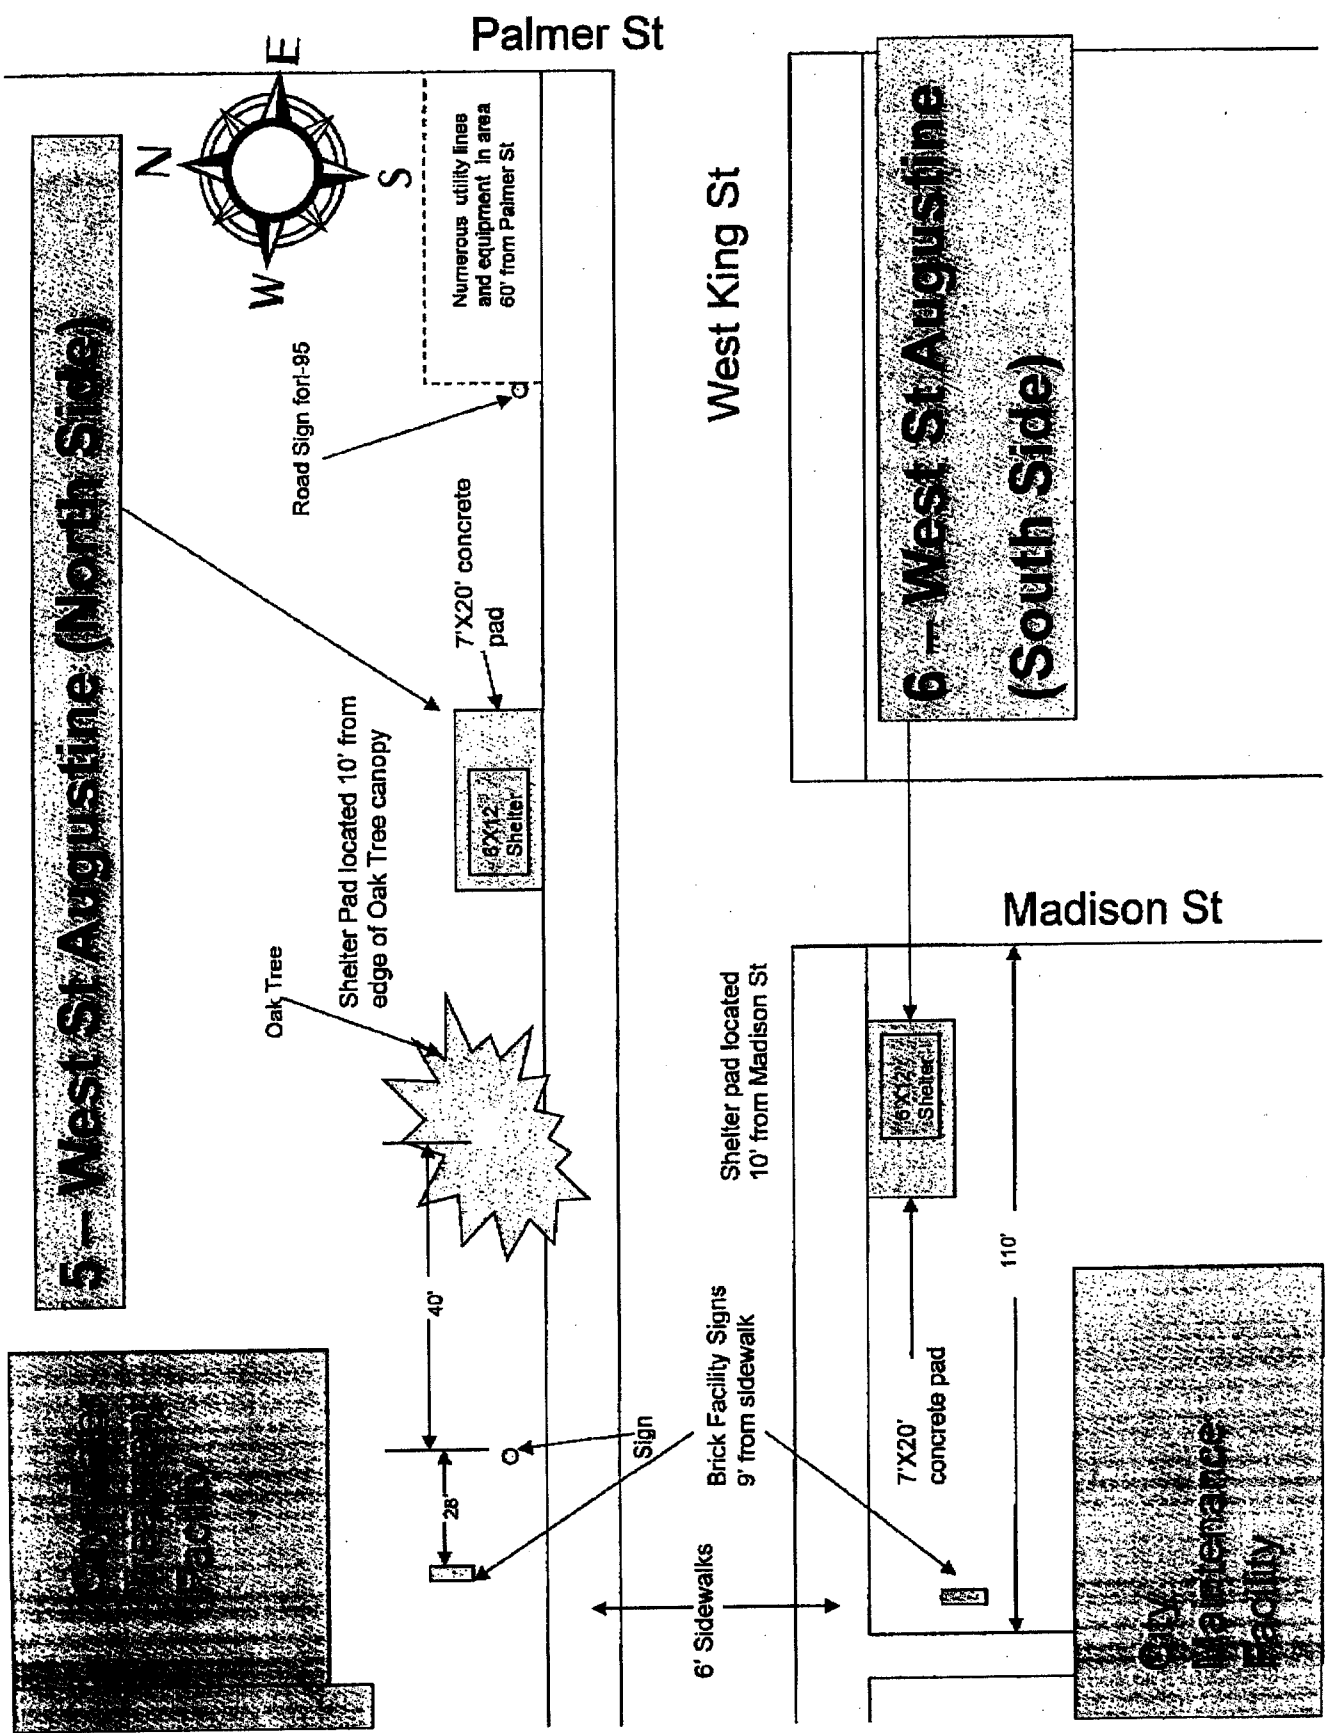 Palmer St
5 – West St Augustine (North Side)
N
E
S
W
Numerous utility lines
and equipment in area
60' from Palmer St
Road Sign forI-95
7'X20' concrete
pad
6'X12'
Shelter
Shelter Pad located 10' from
edge of Oak Tree canopy
Oak Tree
40'
28'
Sign
Facility
West King St
6 – West St Augustine
(South Side)
Madison St
Shelter pad located
10' from Madison St
6'X12'
Shelter
110'
Brick Facility Signs
9' from sidewalk
7'X20'
concrete pad
6' Sidewalks
City
Maintenance
Facility